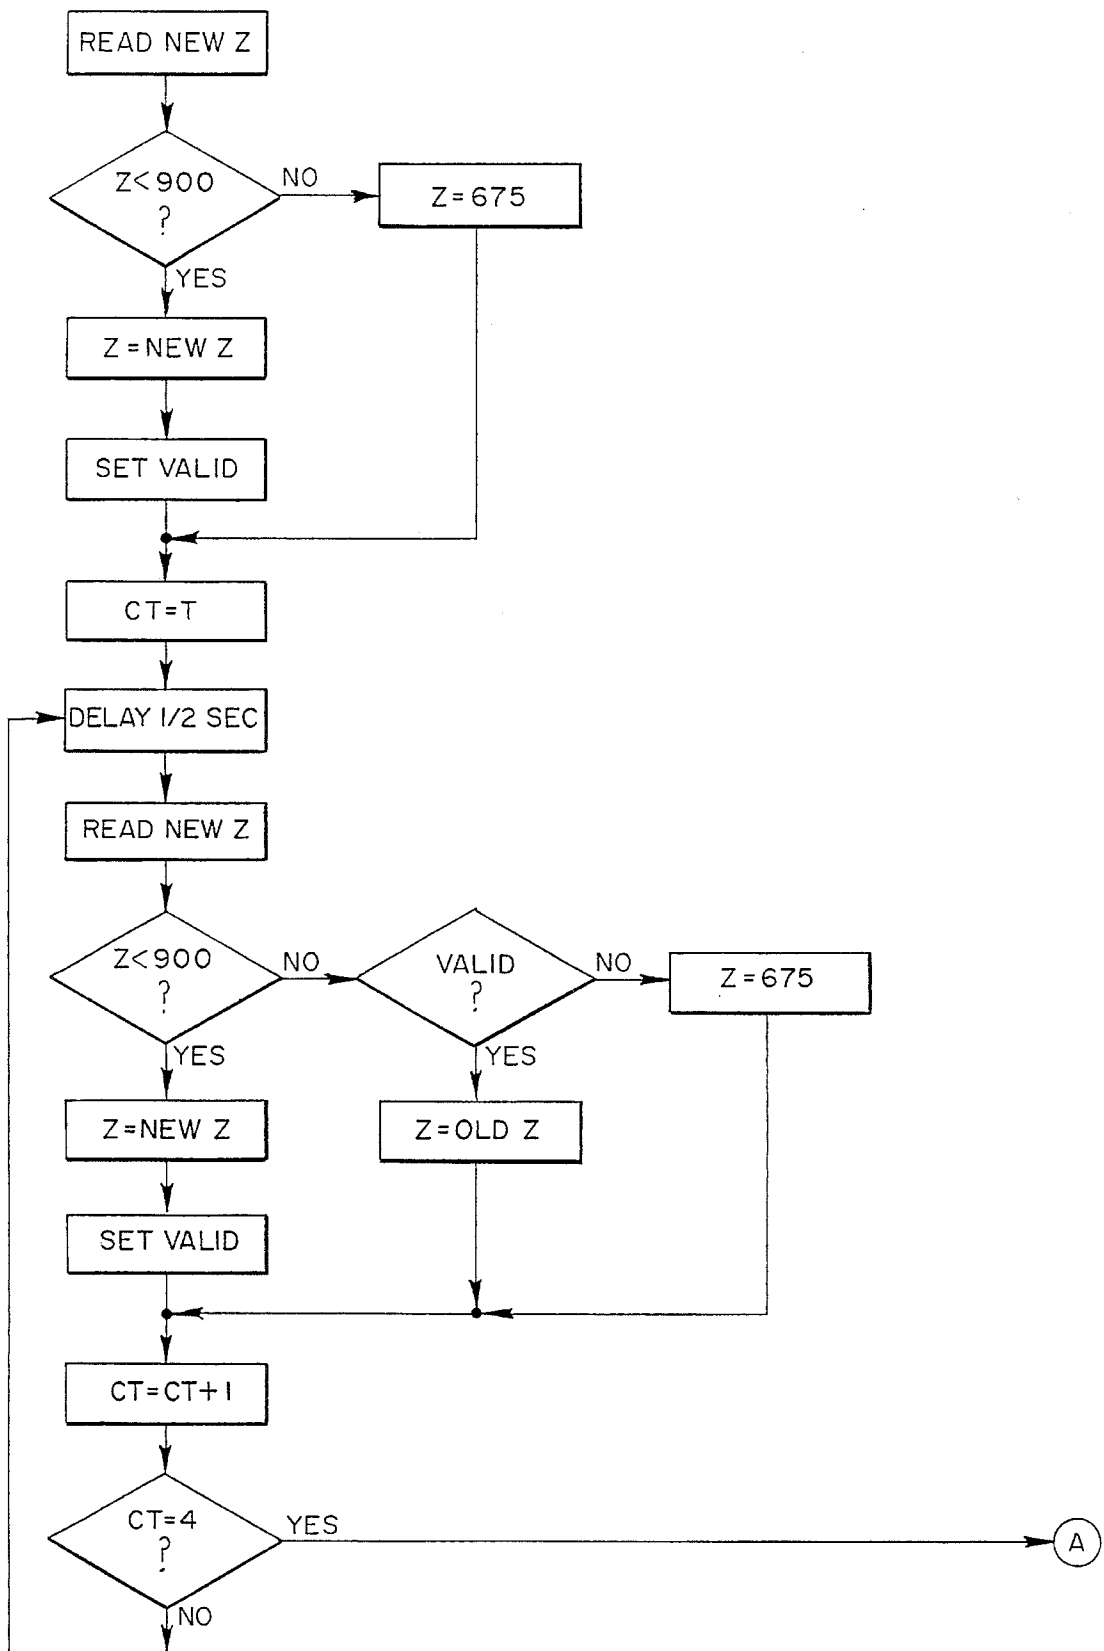 READ NEW Z
Z<900
?
NO
Z=675
YES
Z=NEW Z
SET VALID
CT=T
DELAY 1/2 SEC
READ NEW Z
Z<900
?
NO
VALID
?
NO
Z=675
YES
YES
Z=NEW Z
Z=OLD Z
SET VALID
CT=CT+1
CT=4
?
YES
A
NO